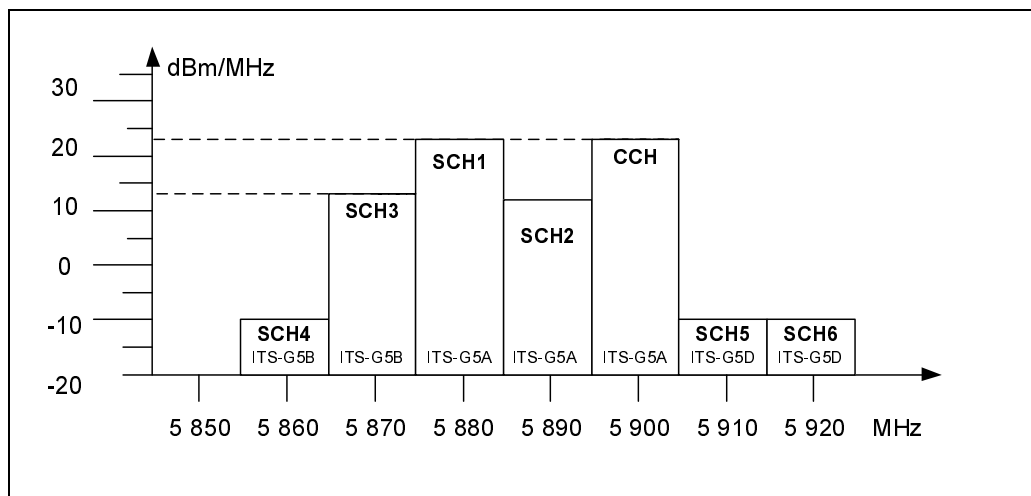 dBm/MHz
30
20
10
0
-10
-20
SCH4
ITS-G5B
SCH3
ITS-G5B
SCH1
ITS-G5A
SCH2
ITS-G5A
CCH
ITS-G5A
SCH5
ITS-G5D
SCH6
ITS-G5D
5 850 5 860 5 870 5 880 5 890 5 900 5 910 5 920 MHz